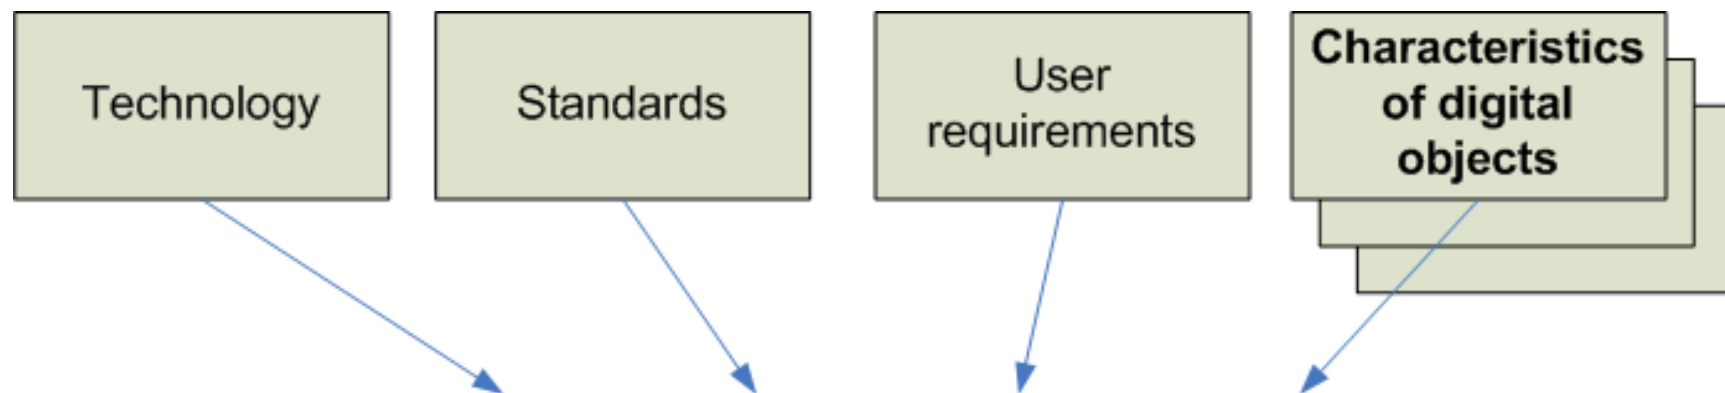 Technology
Standards
User
requirements
Characteristics
of digital
objects